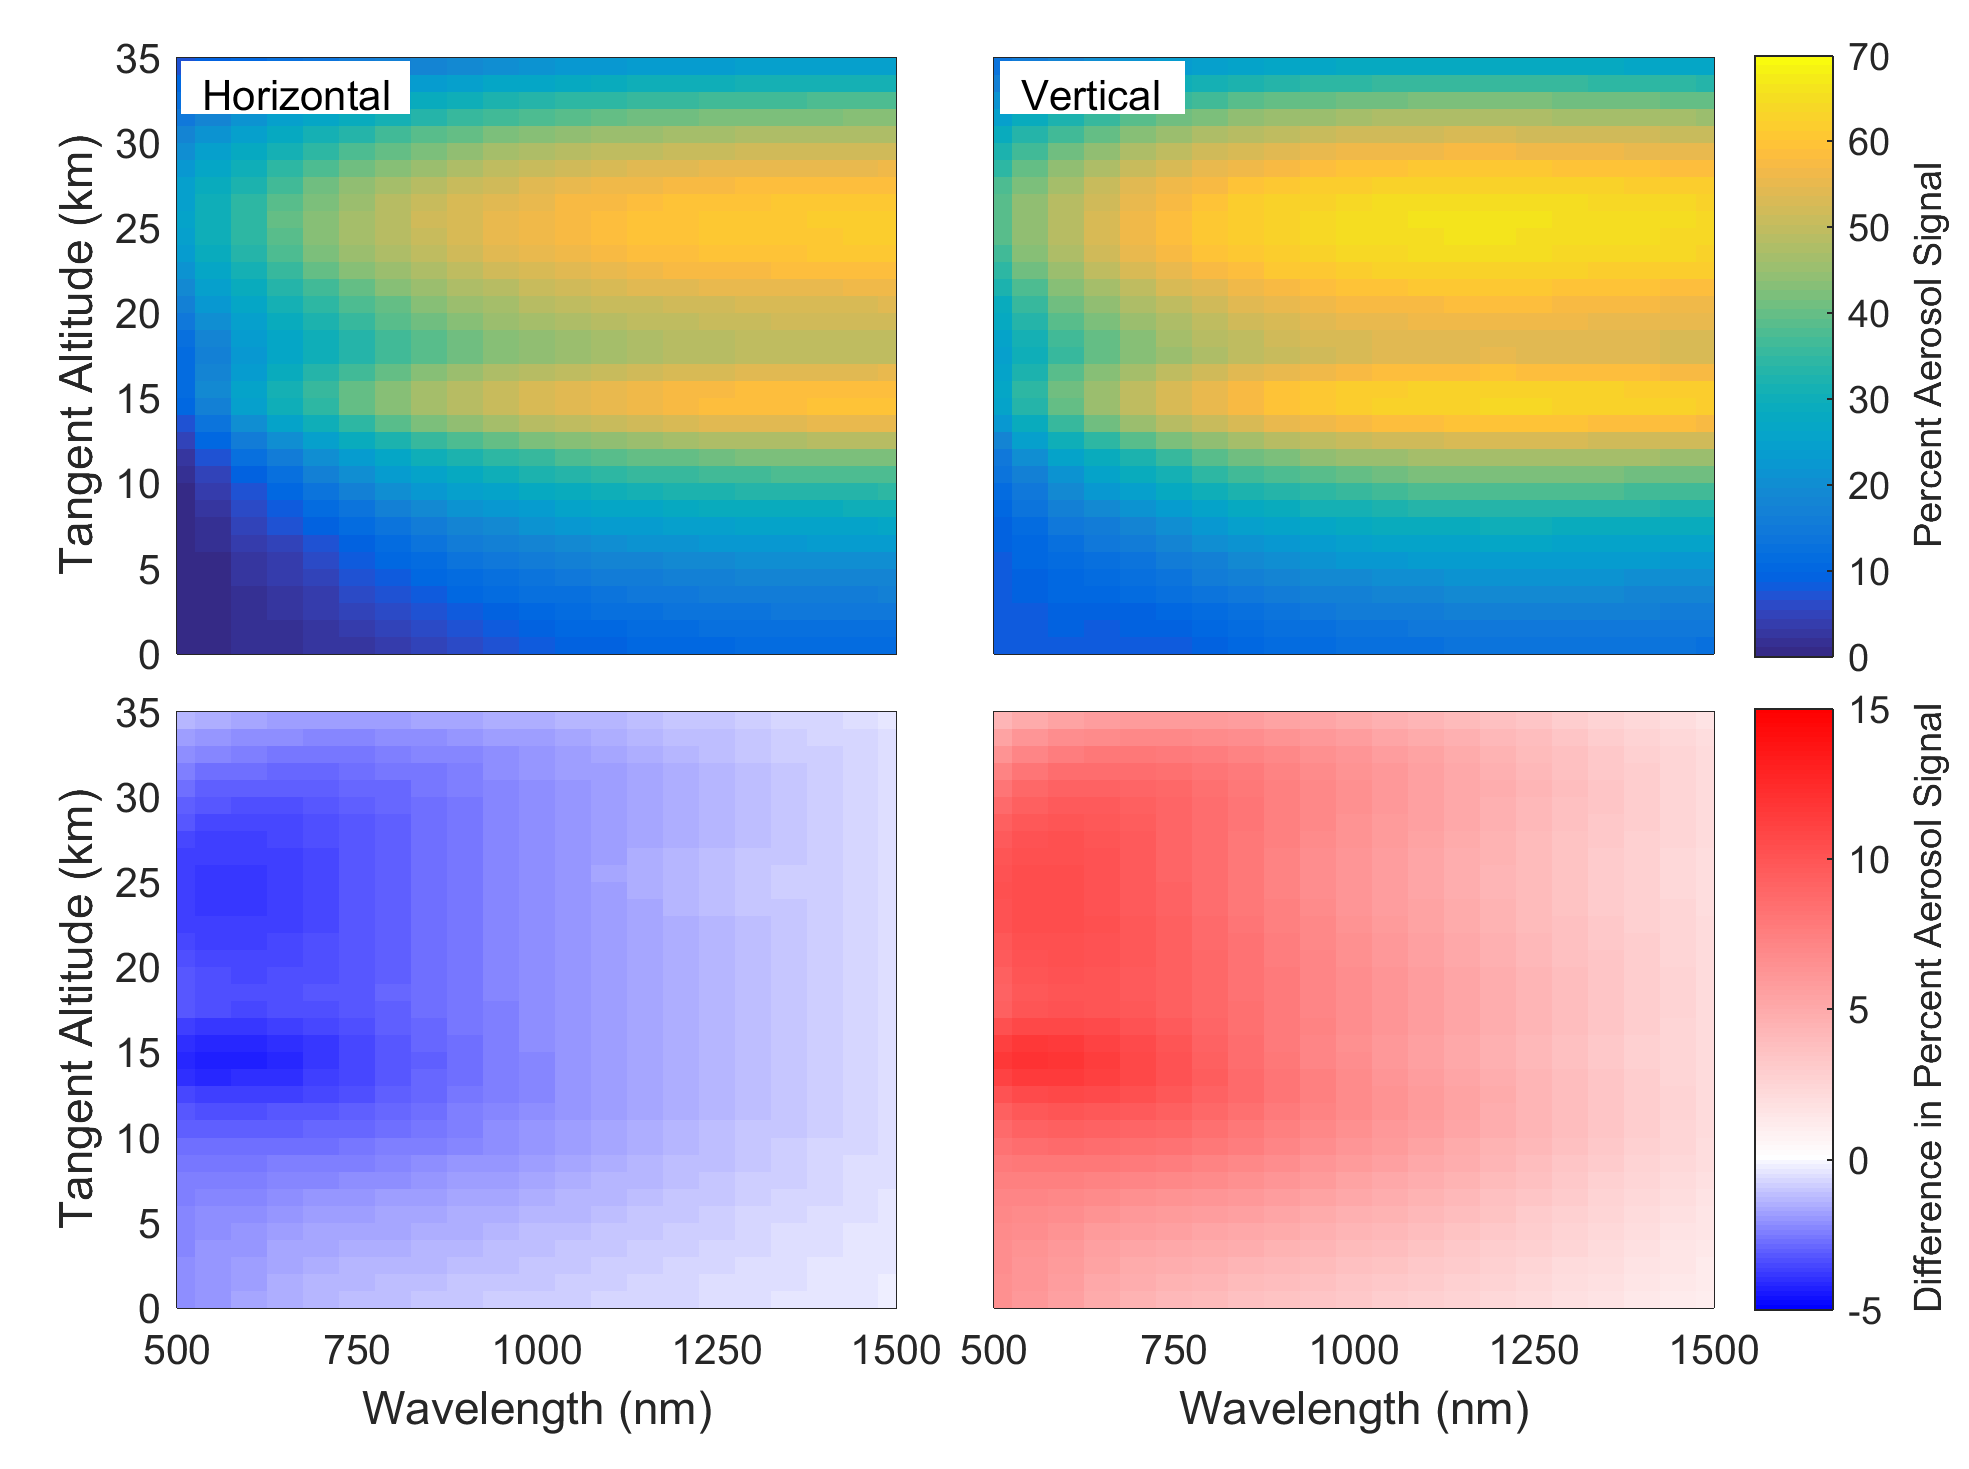 Horizontal
Vertical
35
30
25
20
15
10
5
0
Tangent Altitude (km)
70
60
50
40
30
20
10
0
Percent Aerosol Signal
35
30
25
20
15
10
5
0
Tangent Altitude (km)
15
10
5
0
-5
Difference in Percent Aerosol Signal
500 750 1000 1250 1500
500 750 1000 1250 1500
Wavelength (nm)
Wavelength (nm)